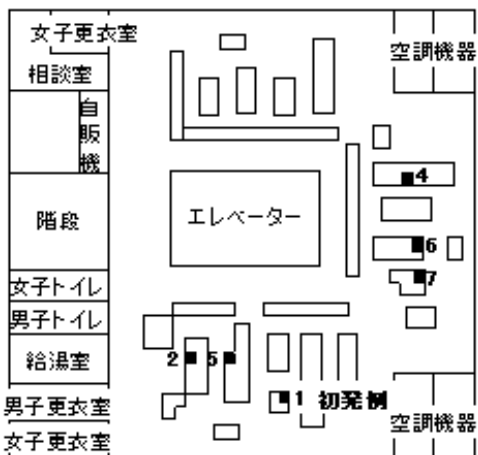 女子更衣室
空調機器
相談室
自販機
4
階段
エレベーター
6
7
女子トイレ
男子トイレ
給湯室
2
5
男子更衣室
1 初発例
空調機器
女子更衣室